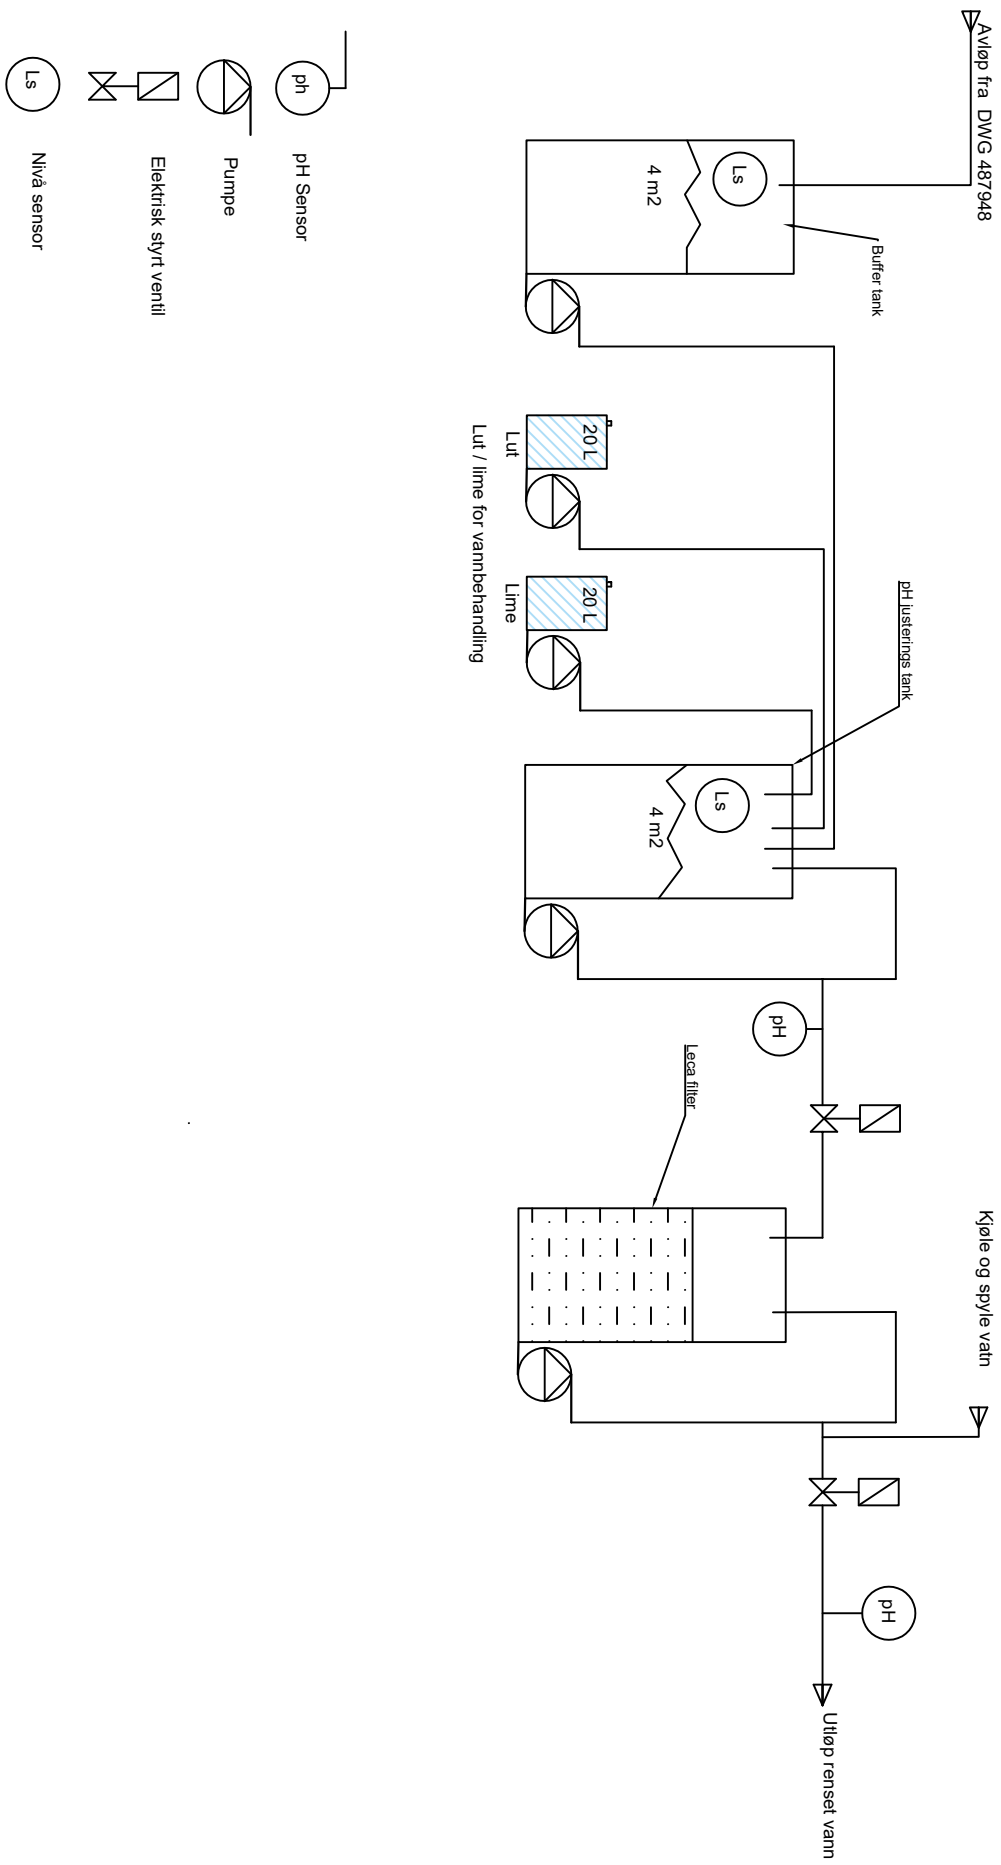 Avløp fra DWG 487948
Kjøle og spyle vatn
Buffer tank
pH justerings tank
pH
Utløp renset vann
Ls
4 m2
Ls
4 m2
pH
Leca filter
20 L
20 L
Lut
Lime
Lut / lime for vannbehandling
ph
pH Sensor
Pumpe
Elektrisk styrt ventil
Ls
Nivå sensor